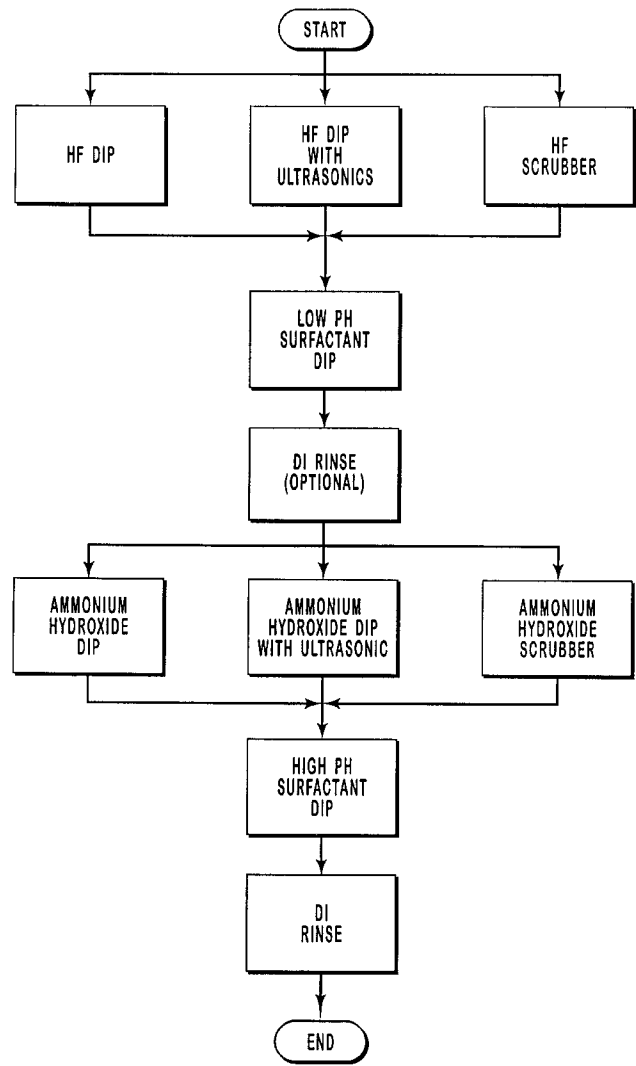 START
HF DIP
HF DIP
WITH
ULTRASONICS
HF
SCRUBBER
LOW PH
SURFACTANT
DIP
DI RINSE
(OPTIONAL)
AMMONIUM
HYDROXIDE
DIP
AMMONIUM
HYDROXIDE DIP
WITH ULTRASONIC
AMMONIUM
HYDROXIDE
SCRUBBER
HIGH PH
SURFACTANT
DIP
DI
RINSE
END